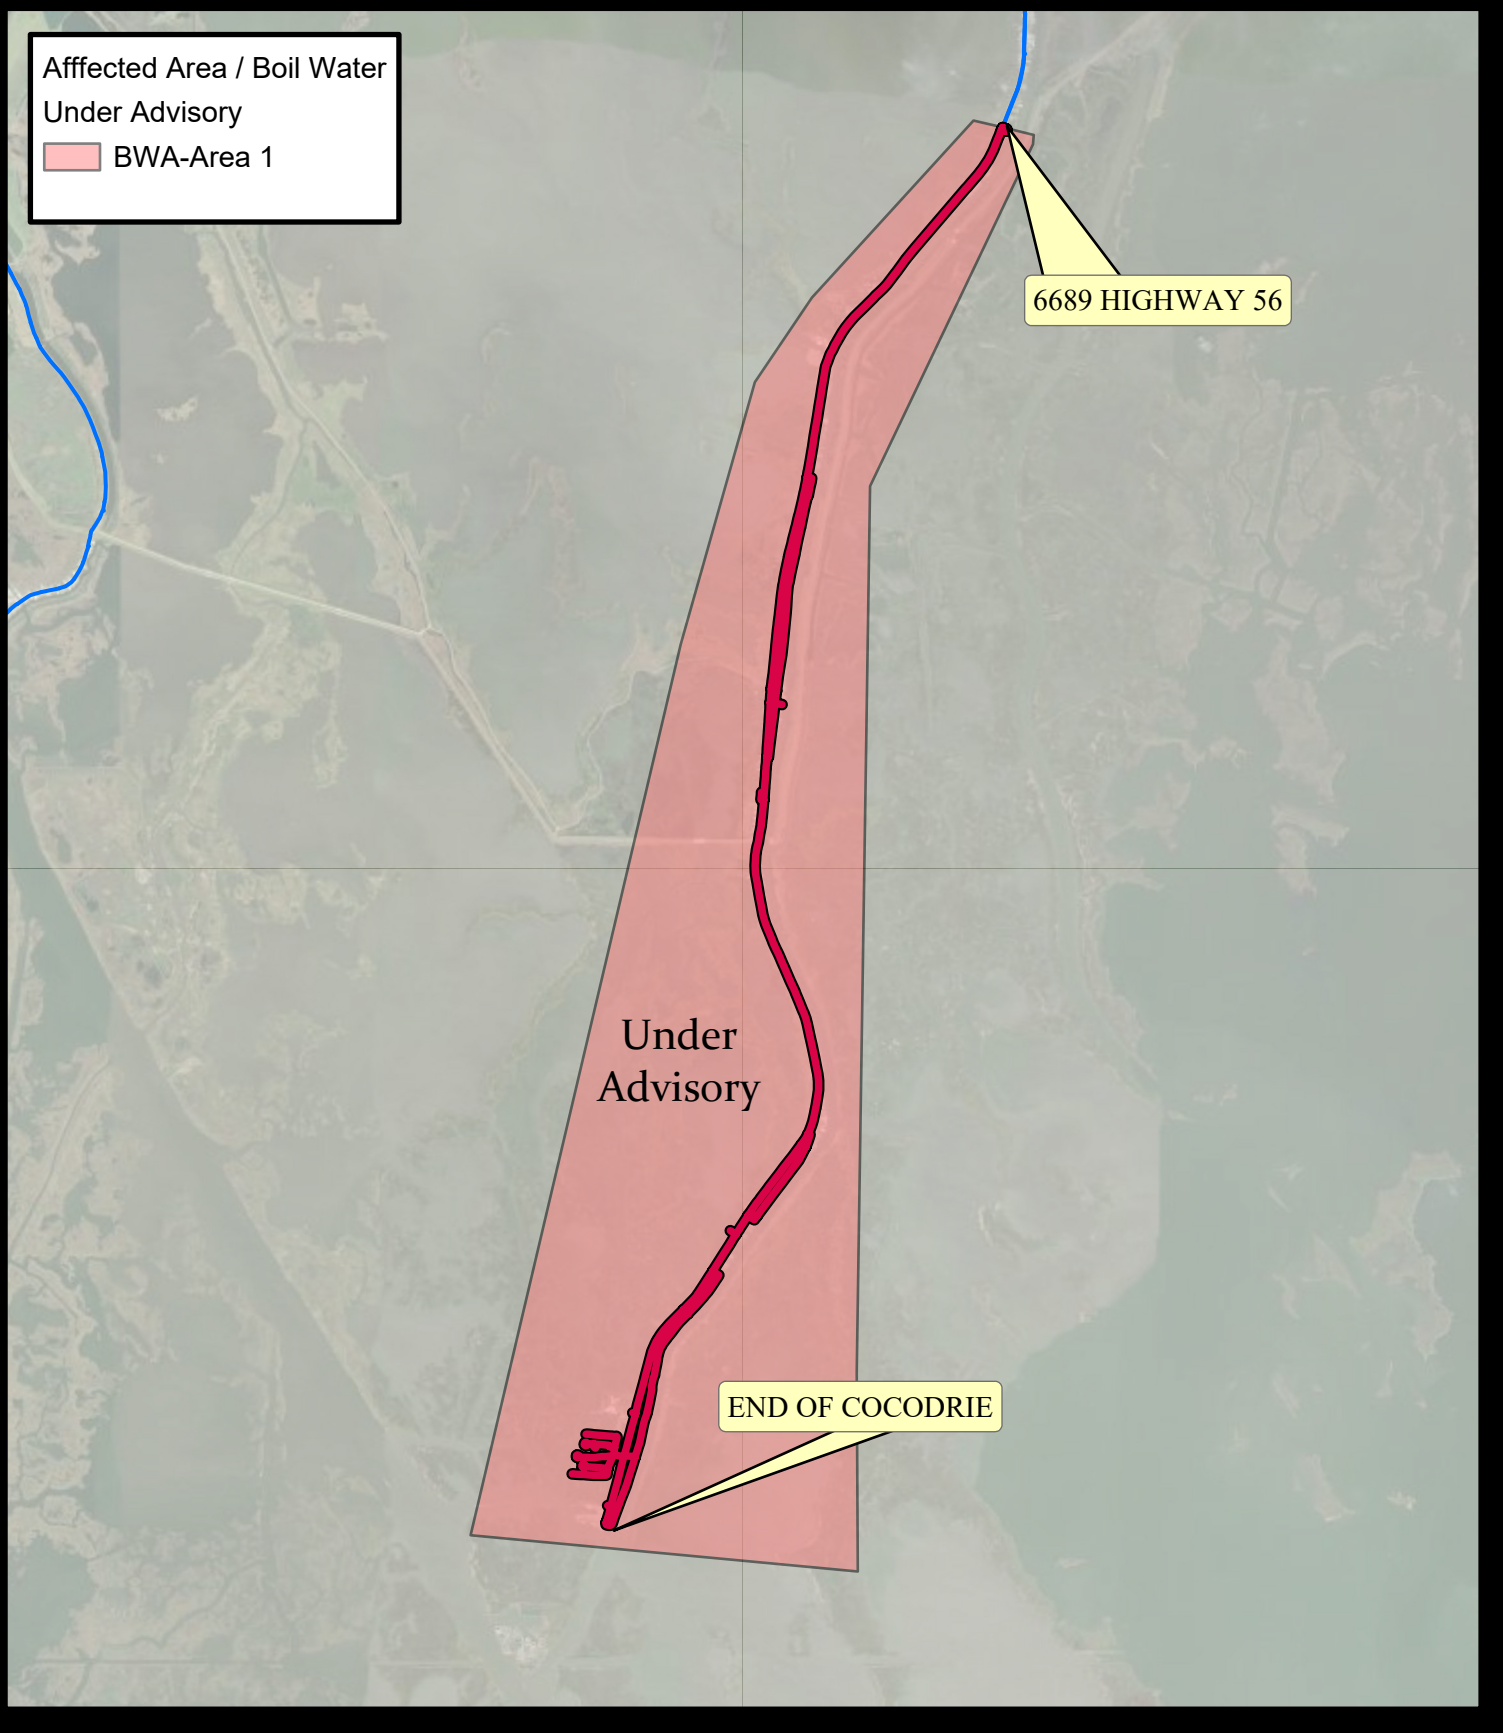 Afffected Area / Boil Water
Under Advisory
BWA-Area 1
6689 HIGHWAY 56
Under
Advisory
END OF COCODRIE